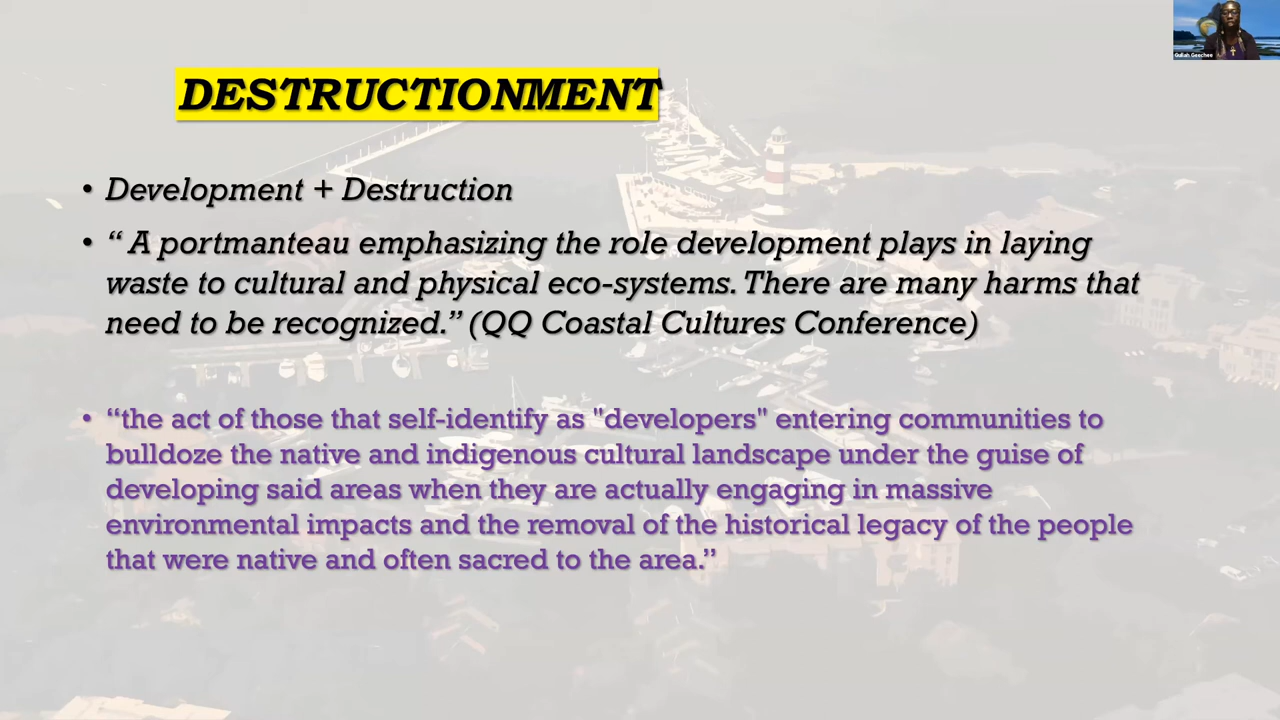 Gullah Geechee
DESTRUCTIONMENT
• Development + Destruction
• “ A portmanteau emphasizing the role development plays in laying
waste to cultural and physical eco-systems. There are many harms that
need to be recognized.” (QQ Coastal Cultures Conference)
• “the act of those that self-identify as "developers" entering communities to
bulldoze the native and indigenous cultural landscape under the guise of
developing said areas when they are actually engaging in massive
environmental impacts and the removal of the historical legacy of the people
that were native and often sacred to the area.”